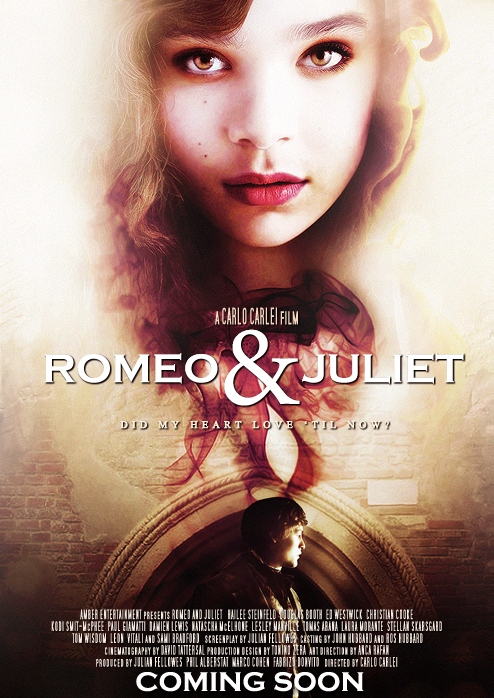 A CARLO CARLEI FILM
ROMEO & JULIET
DID MY HEART LOVE 'TIL NOW?
AMBER ENTERTAINMENT PRESENTS ROMEO AND JULIET HAILEE STEINFELD DOUGLAS BOOTH ED WESTWICK CHRISTIAN COOKE
KODI SMIT-McPHEE PAUL GIAMATTI DAMIEN LEWIS NATASCHA McELHONE LESLEY MANVILLE TOMAS ARANA LAURA MORANTE STELLAN SKARSGARD
TOM WISDOM LEON VITALI AND SAMI BRADFORD SCREENPLAY BY JULIAN FELLOWES CASTING BY JOHN HUBBARD AND ROS HUBBARD
CINEMATOGRAPHY BY DAVID TATTERSAL PRODUCTION DESIGN BY TONINO ZERA ART DIRECTION BY ANCA RAFAN
PRODUCED BY JULIAN FELLOWES PHIL ALBERSTAT MARCO COHEN FABRIZO DONVITO DIRECTED BY CARLO CARLEI
COMING SOON